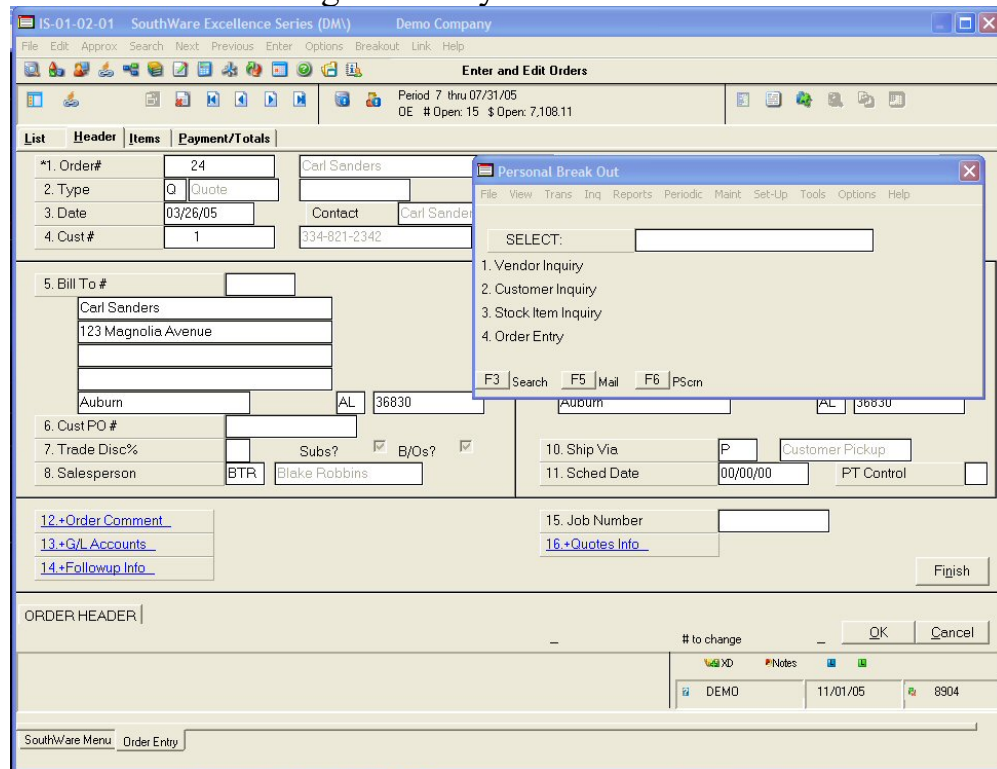 IS-01-02-01 SouthWare Excellence Series (DM\) Demo Company
File Edit Approx Search Next Previous Enter Options Breakout Link Help
Enter and Edit Orders
Period 7 thru 07/31/05
OE # Open: 15 $ Open: 7,108.11
List Header Items Payment/Totals
*1. Order# 24 Carl Sanders
2. Type Q Quote
3. Date 03/26/05 Contact Carl Sander
4. Cust # 1 334-821-2342
Personal Break Out
File View Trans Inq Reports Periodic Maint Set-Up Tools Options Help
SELECT:
1. Vendor Inquiry
2. Customer Inquiry
3. Stock Item Inquiry
4. Order Entry
F3 Search F5 Mail F6 PScrn
5. Bill To #
Carl Sanders
123 Magnolia Avenue
Auburn AL 36830 Auburn AL 36830
6. Cust PO #
7. Trade Disc% Subs? B/Os? 10. Ship Via P Customer Pickup
8. Salesperson BTR Blake Robbins 11. Sched Date 00/00/00 PT Control
12.+Order Comment 15. Job Number
13.+G/L Accounts 16.+Quotes Info
14.+Followup Info
Finish
ORDER HEADER
# to change OK Cancel
XD Notes
DEMO 11/01/05 8904
SouthWare Menu Order Entry